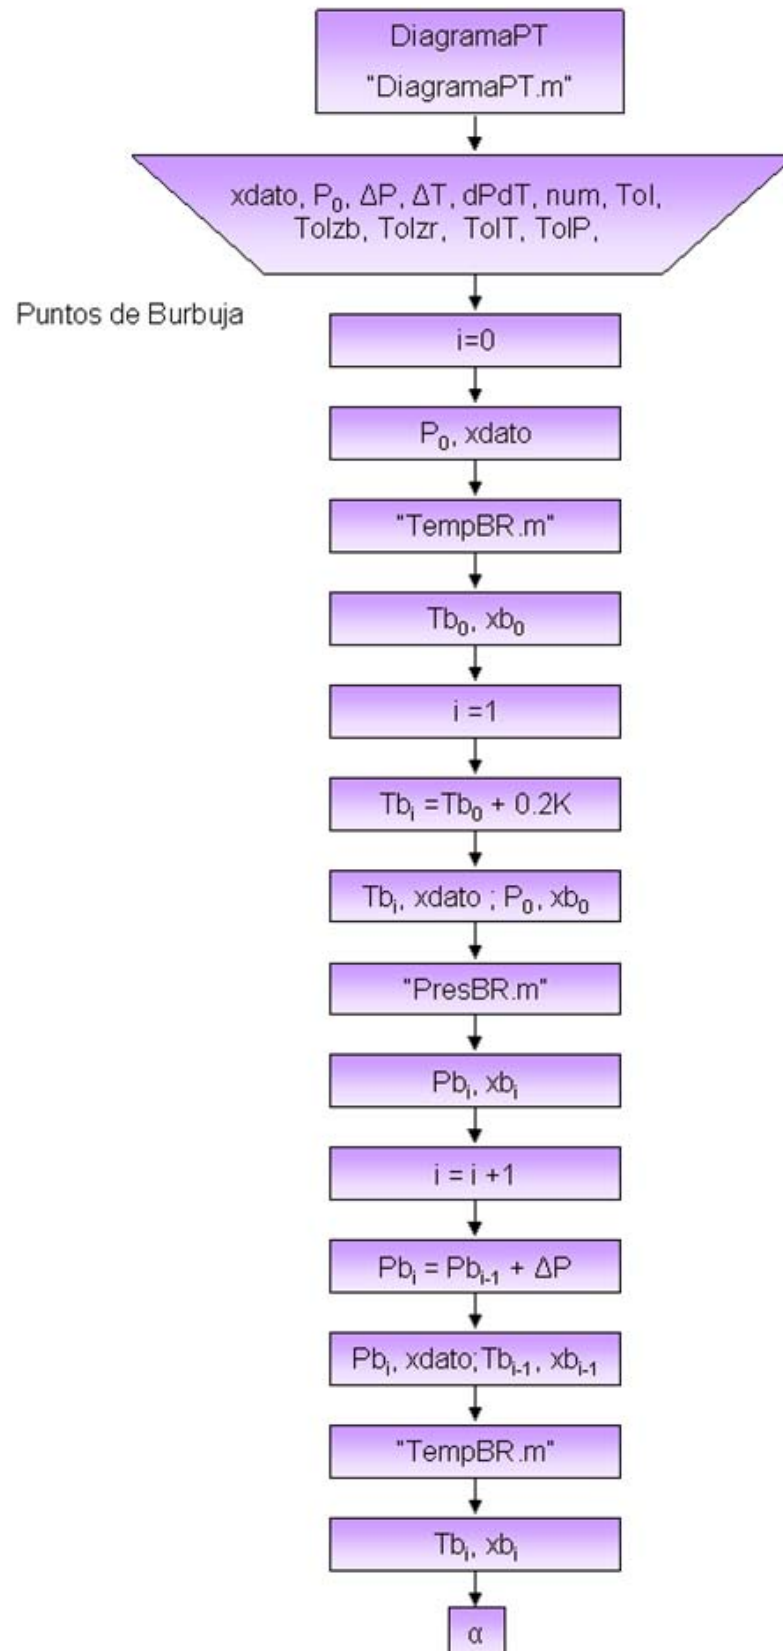 DiagramaPT
"DiagramaPT.m"
xdato, P₀, ΔP, ΔT, dPdT, num, Tol,
Tolzb, Tolzr, TolT, TolP,
Puntos de Burbuja
i=0
P₀, xdato
"TempBR.m"
Tb₀, xb₀
i =1
Tbᵢ =Tb₀ + 0.2K
Tbᵢ, xdato ; P₀, xb₀
"PresBR.m"
Pbᵢ, xbᵢ
i = i +1
Pbᵢ = Pbᵢ₋₁ + ΔP
Pbᵢ, xdato;Tbᵢ₋₁, xbᵢ₋₁
"TempBR.m"
Tbᵢ, xbᵢ
α